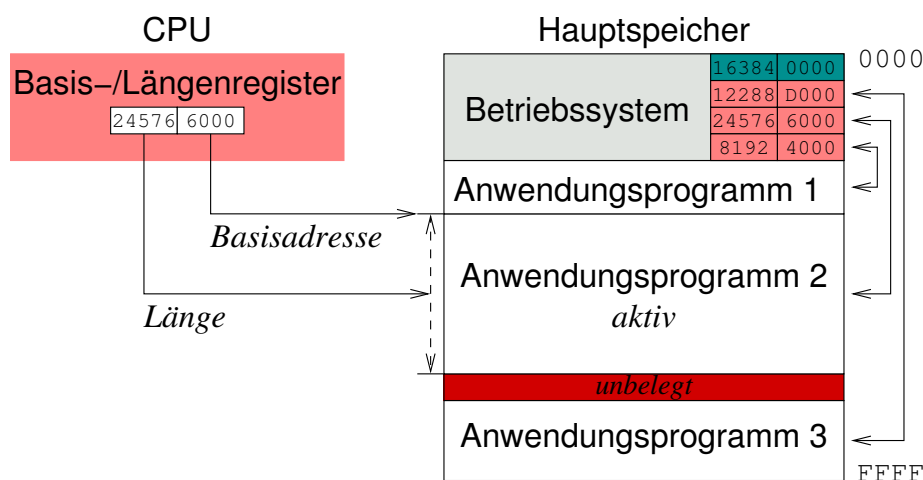 CPU
Hauptspeicher
0000
Basis–/Längenregister
24576 6000
Betriebssystem
16384 0000
12288 D000
24576 6000
8192 4000
Anwendungsprogramm 1
Basisadresse
Anwendungsprogramm 2
aktiv
Länge
unbelegt
Anwendungsprogramm 3
FFFF